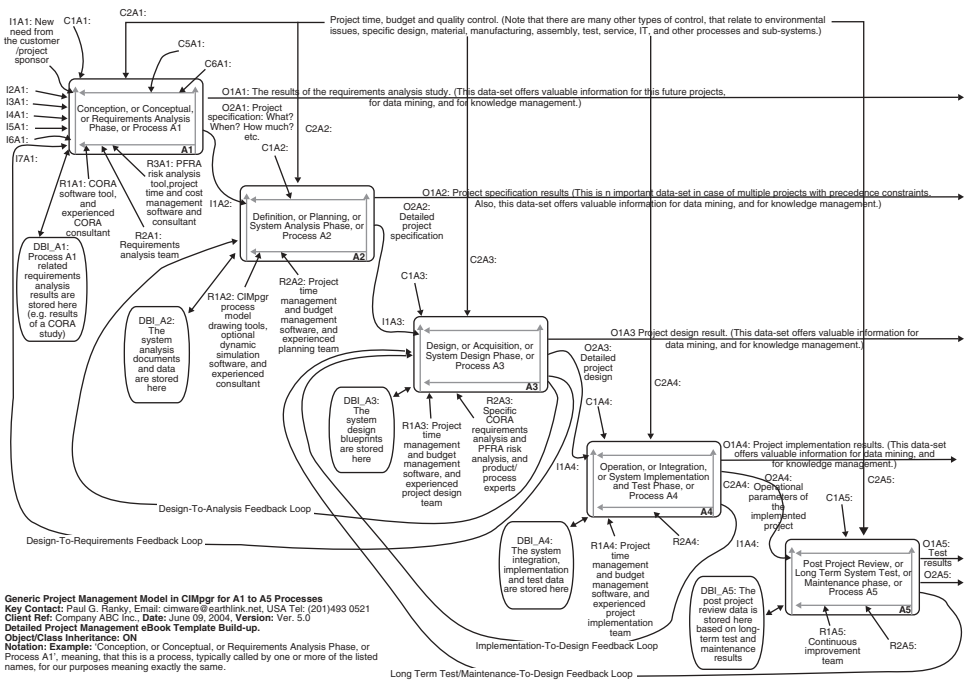 I1A1: New
need from
the customer
/project
sponsor
C1A1:
C2A1:
Project time, budget and quality control. (Note that there are many other types of control, that relate to environmental
issues, specific design, material, manufacturing, assembly, test, service, IT, and other processes and sub-systems.)
C5A1:
C6A1:
I2A1:
I3A1:
I4A1:
I5A1:
I6A1:
I7A1:
Conception, or Conceptual,
or Requirements Analysis
Phase, or Process A1
A1
O1A1: The results of the requirements analysis study. (This data-set offers valuable information for this future projects,
for data mining, and for knowledge management.)
O2A1: Project
specification: What?
When? How much?
etc.
C1A2:
C2A2:
R1A1: CORA
software tool,
and
experienced
CORA
consultant
R3A1: PFRA
risk analysis
tool,project
time and cost
management
software and
consultant
R2A1:
Requirements
analysis team
I1A2:
DBI_A1:
Process A1
related
requirements
analysis
results are
stored here
(e.g. results
of a CORA
study)
Definition, or Planning, or
System Analysis Phase, or
Process A2
A2
O1A2: Project specification results (This is n important data-set in case of multiple projects with precedence constraints.
Also, this data-set offers valuable information for data mining, and for knowledge management.)
O2A2:
Detailed
project
specification
C1A3:
C2A3:
DBI_A2:
The
system
analysis
documents
and data
are stored
here
R1A2: CIMpgr
process
model
drawing tools,
optional
dynamic
simulation
software, and
experienced
consultant
R2A2: Project
time
management
and budget
management
software, and
experienced
planning team
I1A3:
Design, or Acquisition, or
System Design Phase, or
Process A3
A3
O1A3 Project design result. (This data-set offers valuable information for
data mining, and for knowledge management.)
O2A3:
Detailed
project
design
C2A4:
C1A4:
DBI_A3:
The
system
design
blueprints
are stored
here
R1A3: Project
time
management
and budget
management
software, and
experienced
project design
team
R2A3:
Specific
CORA
requirements
analysis and
PFRA risk
analysis, and
product/
process
experts
I1A4:
Operation, or Integration,
or System Implementation
and Test Phase, or
Process A4
A4
O1A4: Project implementation results. (This data-set
offers valuable information for data mining, and
for knowledge management.)
C2A4:
O2A4:
Operational
parameters of
the
implemented
project
C2A5:
C1A5:
I1A4:
DBI_A4:
The system
integration,
implementation
and test data
are stored here
R1A4: Project
time
management
and budget
management
software, and
experienced
project
implementation
team
R2A4:
Post Project Review, or
Long Term System Test, or
Maintenance phase, or
Process A5
A5
O1A5:
Test
results
O2A5:
DBI_A5: The
post project
review data is
stored here
based on long-
term test and
maintenance
results
R1A5:
Continuous
improvement
team
R2A5:
Design-To-Analysis Feedback Loop
Design-To-Requirements Feedback Loop
Implementation-To-Design Feedback Loop
Long Term Test/Maintenance-To-Design Feedback Loop
Generic Project Management Model in CIMpgr for A1 to A5 Processes
Key Contact: Paul G. Ranky, Email: cimware@earthlink.net, USA Tel: (201)493 0521
Client Ref: Company ABC Inc., Date: June 09, 2004, Version: Ver. 5.0
Detailed Project Management eBook Template Build-up.
Object/Class Inheritance: ON
Notation: Example: 'Conception, or Conceptual, or Requirements Analysis Phase, or
Process A1', meaning, that this is a process, typically called by one or more of the listed
names, for our purposes meaning exactly the same.